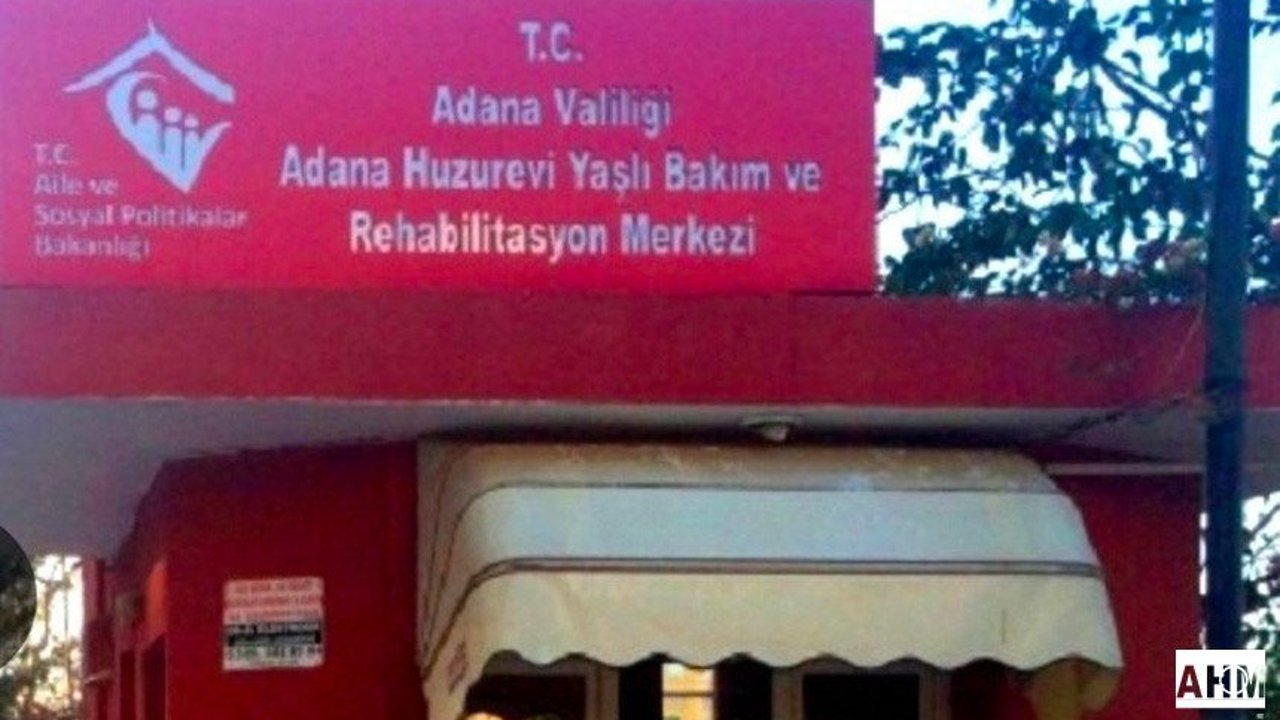 T.C.
Adana Valiliği
Adana Huzurevi Yaşlı Bakım ve
Rehabilitasyon Merkezi
T.C.
Aile ve
Sosyal Politikalar
Bakanlığı
AHM